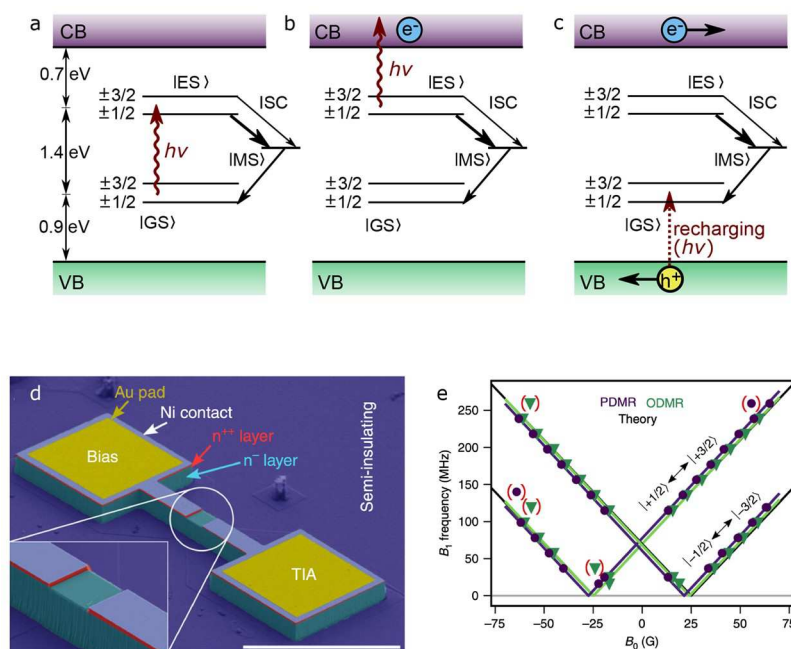 a
CB
0.7 eV
1.4 eV
0.9 eV
±3/2
±1/2
|ES⟩
ISC
hν
|MS⟩
±3/2
±1/2
|GS⟩
VB
b
CB
e-
hν
±3/2
±1/2
|ES⟩
ISC
|MS⟩
±3/2
±1/2
|GS⟩
VB
c
CB
e-
±3/2
±1/2
|ES⟩
ISC
|MS⟩
±3/2
±1/2
|GS⟩
recharging
(hν)
VB
h+
d
Au pad
Ni contact
n++ layer
n− layer
Semi-insulating
Bias
TIA
e
PDMR ODMR
Theory
|+1/2⟩ |+3/2⟩
|−1/2⟩ |−3/2⟩
B1 frequency (MHz)
250
200
150
100
50
0
−75 −50 −25 0 25 50 75
B0 (G)